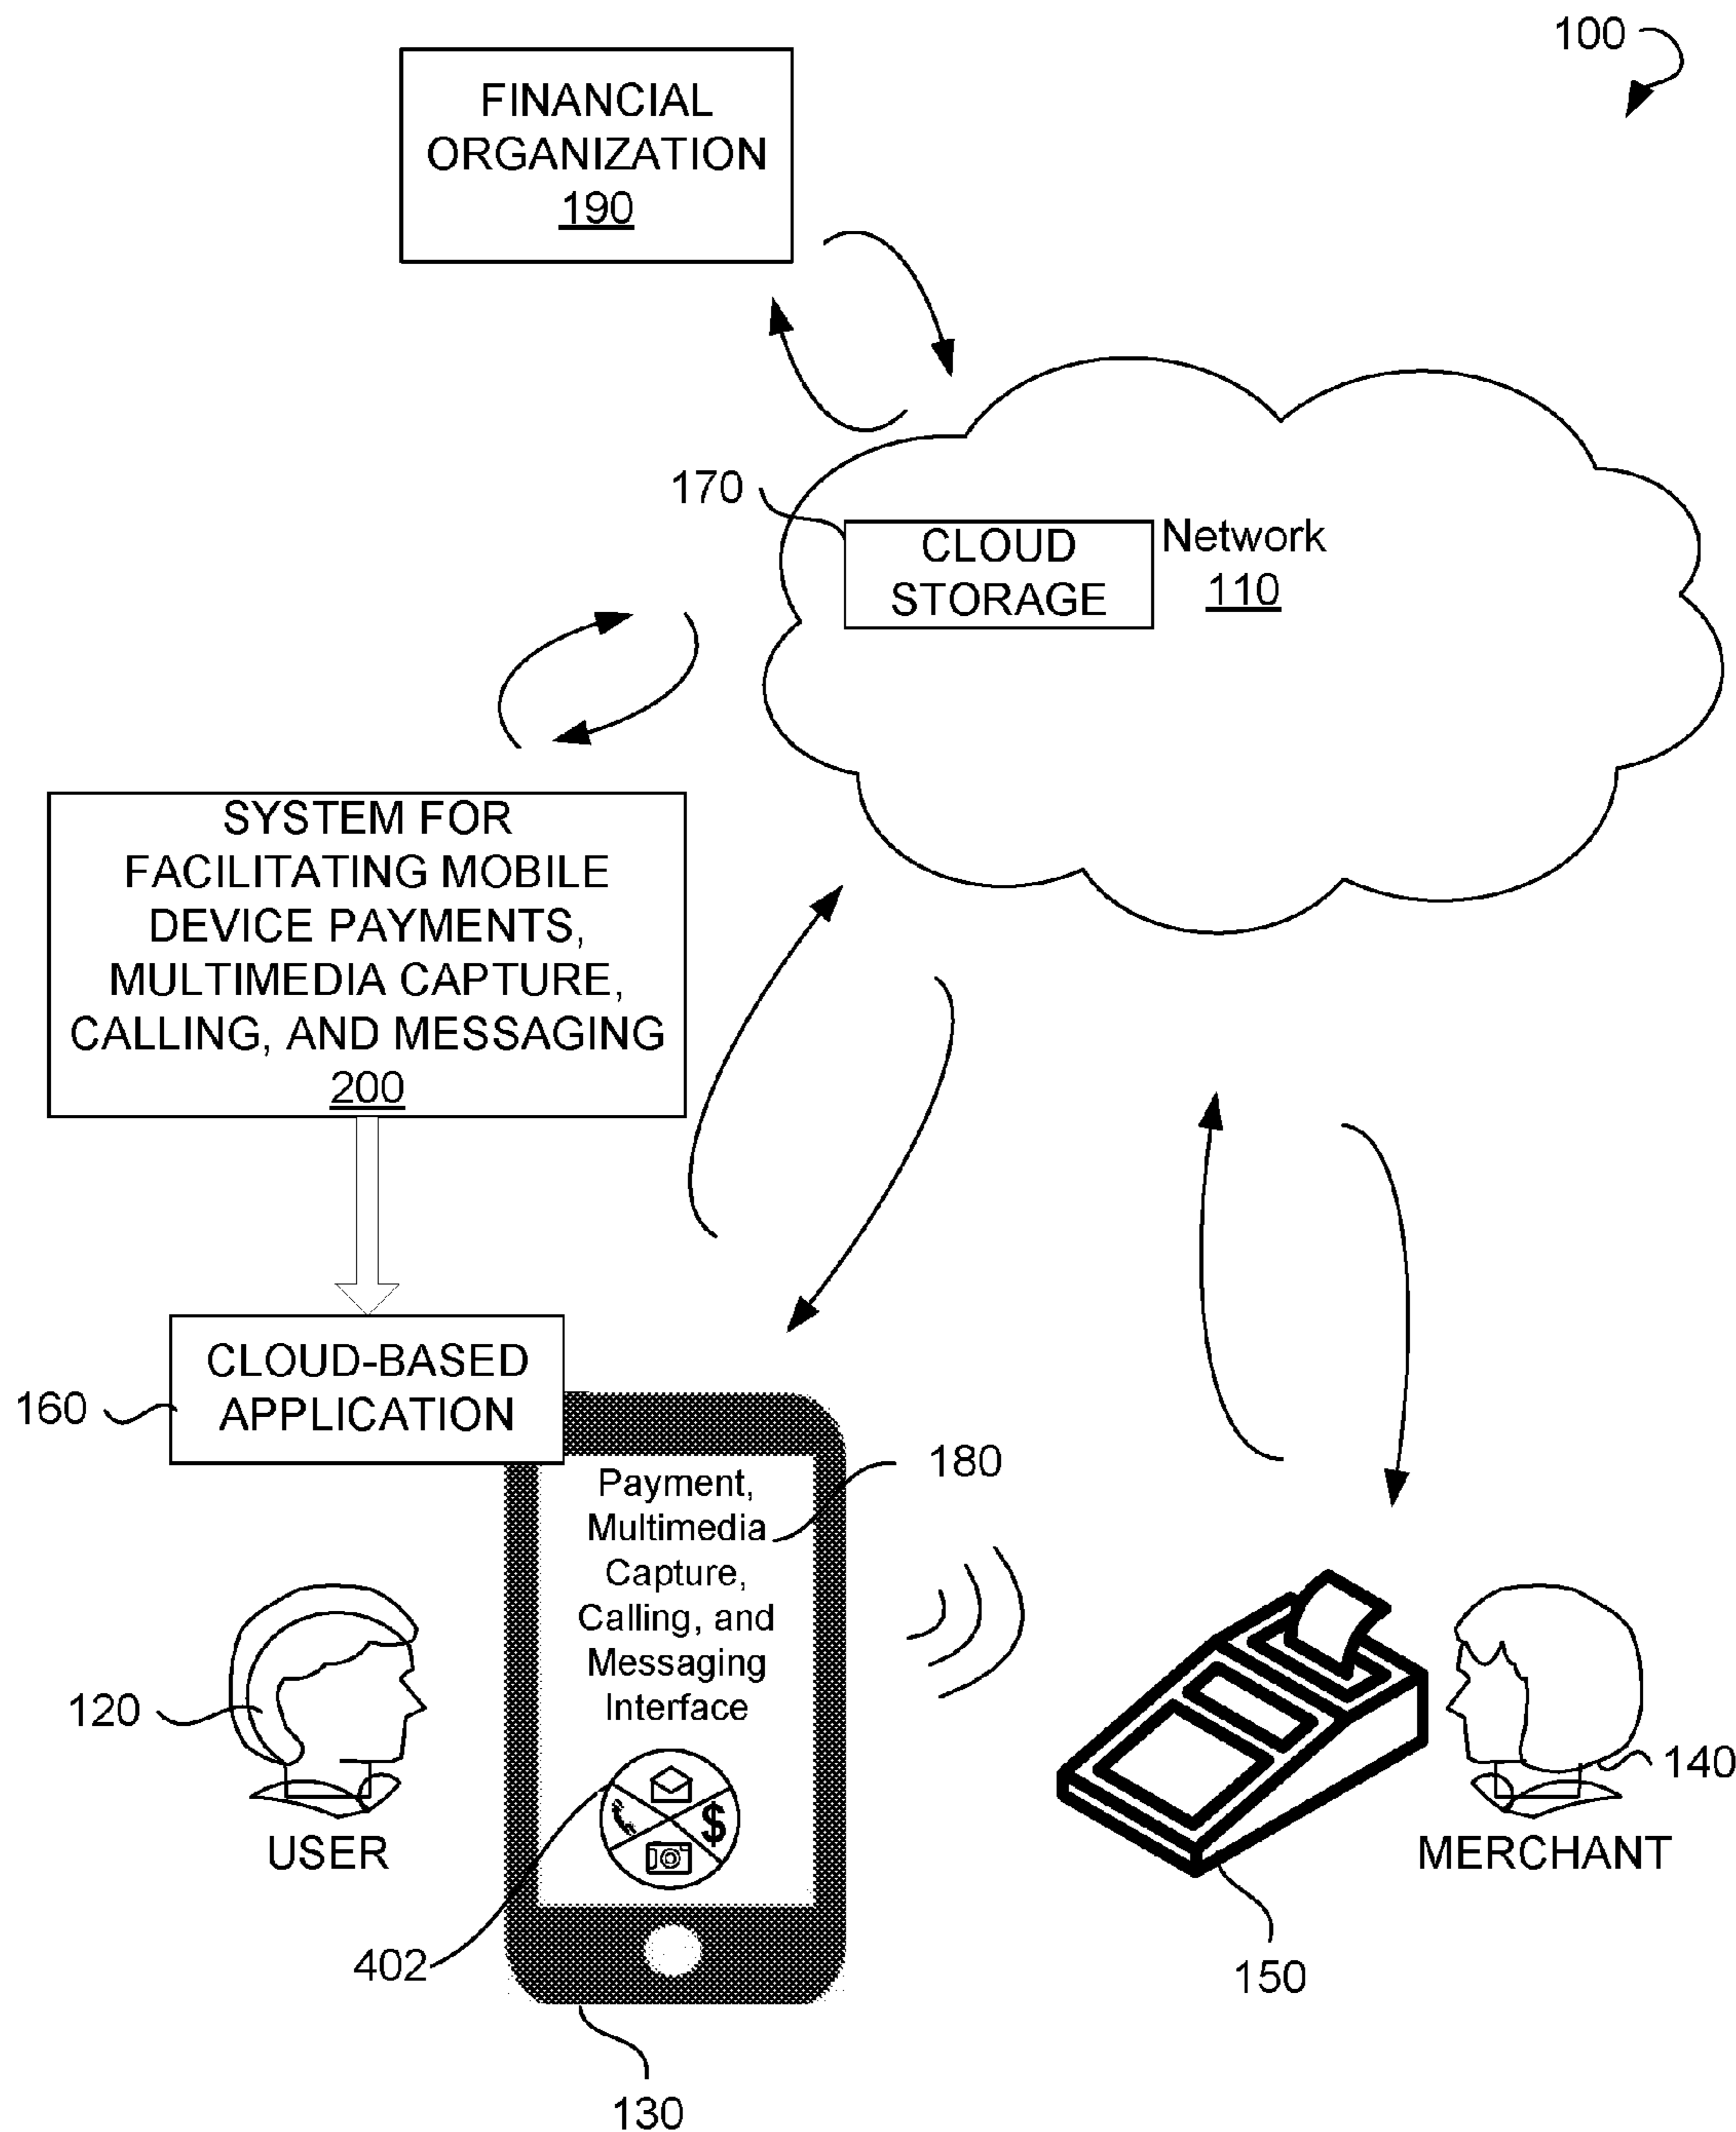 100
FINANCIAL
ORGANIZATION
190
170
CLOUD
STORAGE
Network
110
SYSTEM FOR
FACILITATING MOBILE
DEVICE PAYMENTS,
MULTIMEDIA CAPTURE,
CALLING, AND MESSAGING
200
CLOUD-BASED
APPLICATION
160
180
Payment,
Multimedia
Capture,
Calling, and
Messaging
Interface
120
140
$
USER
MERCHANT
402
150
130